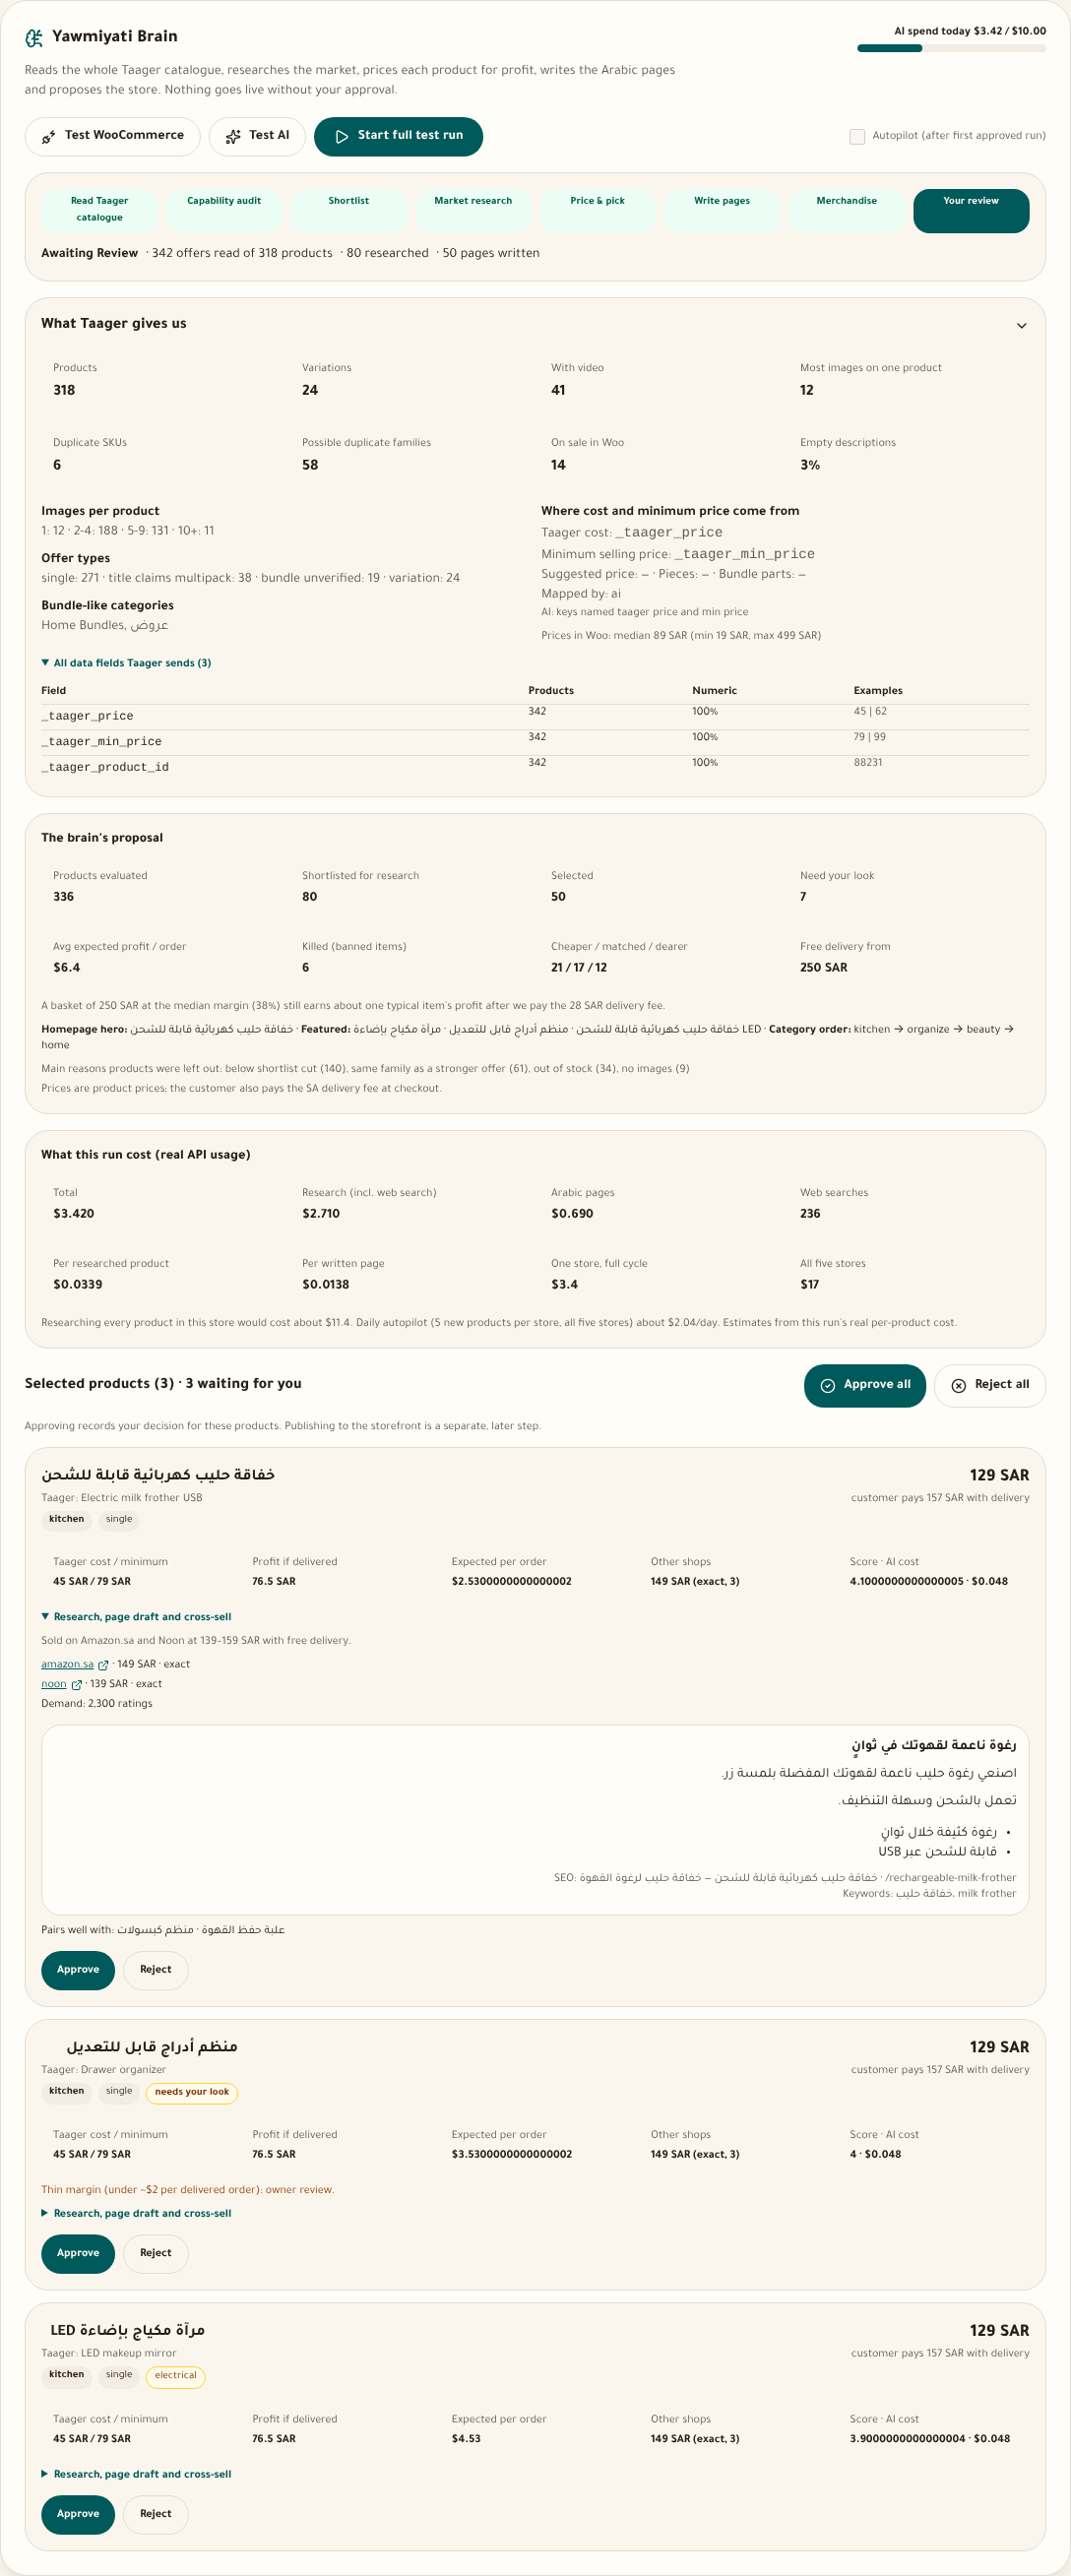 Yawmiyati Brain
AI spend today $3.42 / $10.00
Reads the whole Taager catalogue, researches the market, prices each product for profit, writes the Arabic pages
and proposes the store. Nothing goes live without your approval.
Test WooCommerce
Test AI
Start full test run
Autopilot (after first approved run)
Read Taager
catalogue
Capability audit
Shortlist
Market research
Price & pick
Write pages
Merchandise
Your review
Awaiting Review · 342 offers read of 318 products · 80 researched · 50 pages written
What Taager gives us
Products
318
Variations
24
With video
41
Most images on one product
12
Duplicate SKUs
6
Possible duplicate families
58
On sale in Woo
14
Empty descriptions
3%
Images per product
1: 12 · 2-4: 188 · 5-9: 131 · 10+: 11
Offer types
single: 271 · title claims multipack: 38 · bundle unverified: 19 · variation: 24
Bundle-like categories
Home Bundles, عروض
Where cost and minimum price come from
Taager cost: _taager_price
Minimum selling price: _taager_min_price
Suggested price: — · Pieces: — · Bundle parts: —
Mapped by: ai
AI: keys named taager price and min price
Prices in Woo: median 89 SAR (min 19 SAR, max 499 SAR)
▼ All data fields Taager sends (3)
Field Products Numeric Examples
_taager_price 342 100% 45 | 62
_taager_min_price 342 100% 79 | 99
_taager_product_id 342 100% 88231
The brain's proposal
Products evaluated
336
Shortlisted for research
80
Selected
50
Need your look
7
Avg expected profit / order
$6.4
Killed (banned items)
6
Cheaper / matched / dearer
21 / 17 / 12
Free delivery from
250 SAR
A basket of 250 SAR at the median margin (38%) still earns about one typical item's profit after we pay the 28 SAR delivery fee.
Homepage hero: خفاقة حليب كهربائية قابلة للشحن · Featured: خفاقة حليب كهربائية قابلة للشحن · منظم أدراج قابل للتعديل · مرآة مكياج بإضاءة LED · Category order: kitchen → organize → beauty →
home
Main reasons products were left out: below shortlist cut (140), same family as a stronger offer (61), out of stock (34), no images (9)
Prices are product prices; the customer also pays the SA delivery fee at checkout.
What this run cost (real API usage)
Total
$3.420
Research (incl. web search)
$2.710
Arabic pages
$0.690
Web searches
236
Per researched product
$0.0339
Per written page
$0.0138
One store, full cycle
$3.4
All five stores
$17
Researching every product in this store would cost about $11.4. Daily autopilot (5 new products per store, all five stores) about $2.04/day. Estimates from this run's real per-product cost.
Selected products (3) · 3 waiting for you
Approve all
Reject all
Approving records your decision for these products. Publishing to the storefront is a separate, later step.
خفاقة حليب كهربائية قابلة للشحن
129 SAR
Taager: Electric milk frother USB
customer pays 157 SAR with delivery
kitchen single
Taager cost / minimum
45 SAR / 79 SAR
Profit if delivered
76.5 SAR
Expected per order
$2.5300000000000002
Other shops
149 SAR (exact, 3)
Score · AI cost
4.1000000000000005 · $0.048
▼ Research, page draft and cross-sell
Sold on Amazon.sa and Noon at 139–159 SAR with free delivery.
amazon.sa · 149 SAR · exact
noon · 139 SAR · exact
Demand: 2,300 ratings
رغوة ناعمة لقهوتك في ثوانٍ
اصنعي رغوة حليب ناعمة لقهوتك المفضلة بلمسة زر.
تعمل بالشحن وسهلة التنظيف.
• رغوة كثيفة خلال ثوانٍ
• قابلة للشحن عبر USB
SEO: خفاقة حليب كهربائية قابلة للشحن — خفاقة حليب لرغوة القهوة · /rechargeable-milk-frother
Keywords: خفاقة حليب، milk frother
Pairs well with: علبة حفظ القهوة · منظم كبسولات
Approve
Reject
منظم أدراج قابل للتعديل
129 SAR
Taager: Drawer organizer
customer pays 157 SAR with delivery
kitchen single needs your look
Taager cost / minimum
45 SAR / 79 SAR
Profit if delivered
76.5 SAR
Expected per order
$3.5300000000000002
Other shops
149 SAR (exact, 3)
Score · AI cost
4 · $0.048
Thin margin (under ~$2 per delivered order): owner review.
▶ Research, page draft and cross-sell
Approve
Reject
مرآة مكياج بإضاءة LED
129 SAR
Taager: LED makeup mirror
customer pays 157 SAR with delivery
kitchen single electrical
Taager cost / minimum
45 SAR / 79 SAR
Profit if delivered
76.5 SAR
Expected per order
$4.53
Other shops
149 SAR (exact, 3)
Score · AI cost
3.9000000000000004 · $0.048
▶ Research, page draft and cross-sell
Approve
Reject